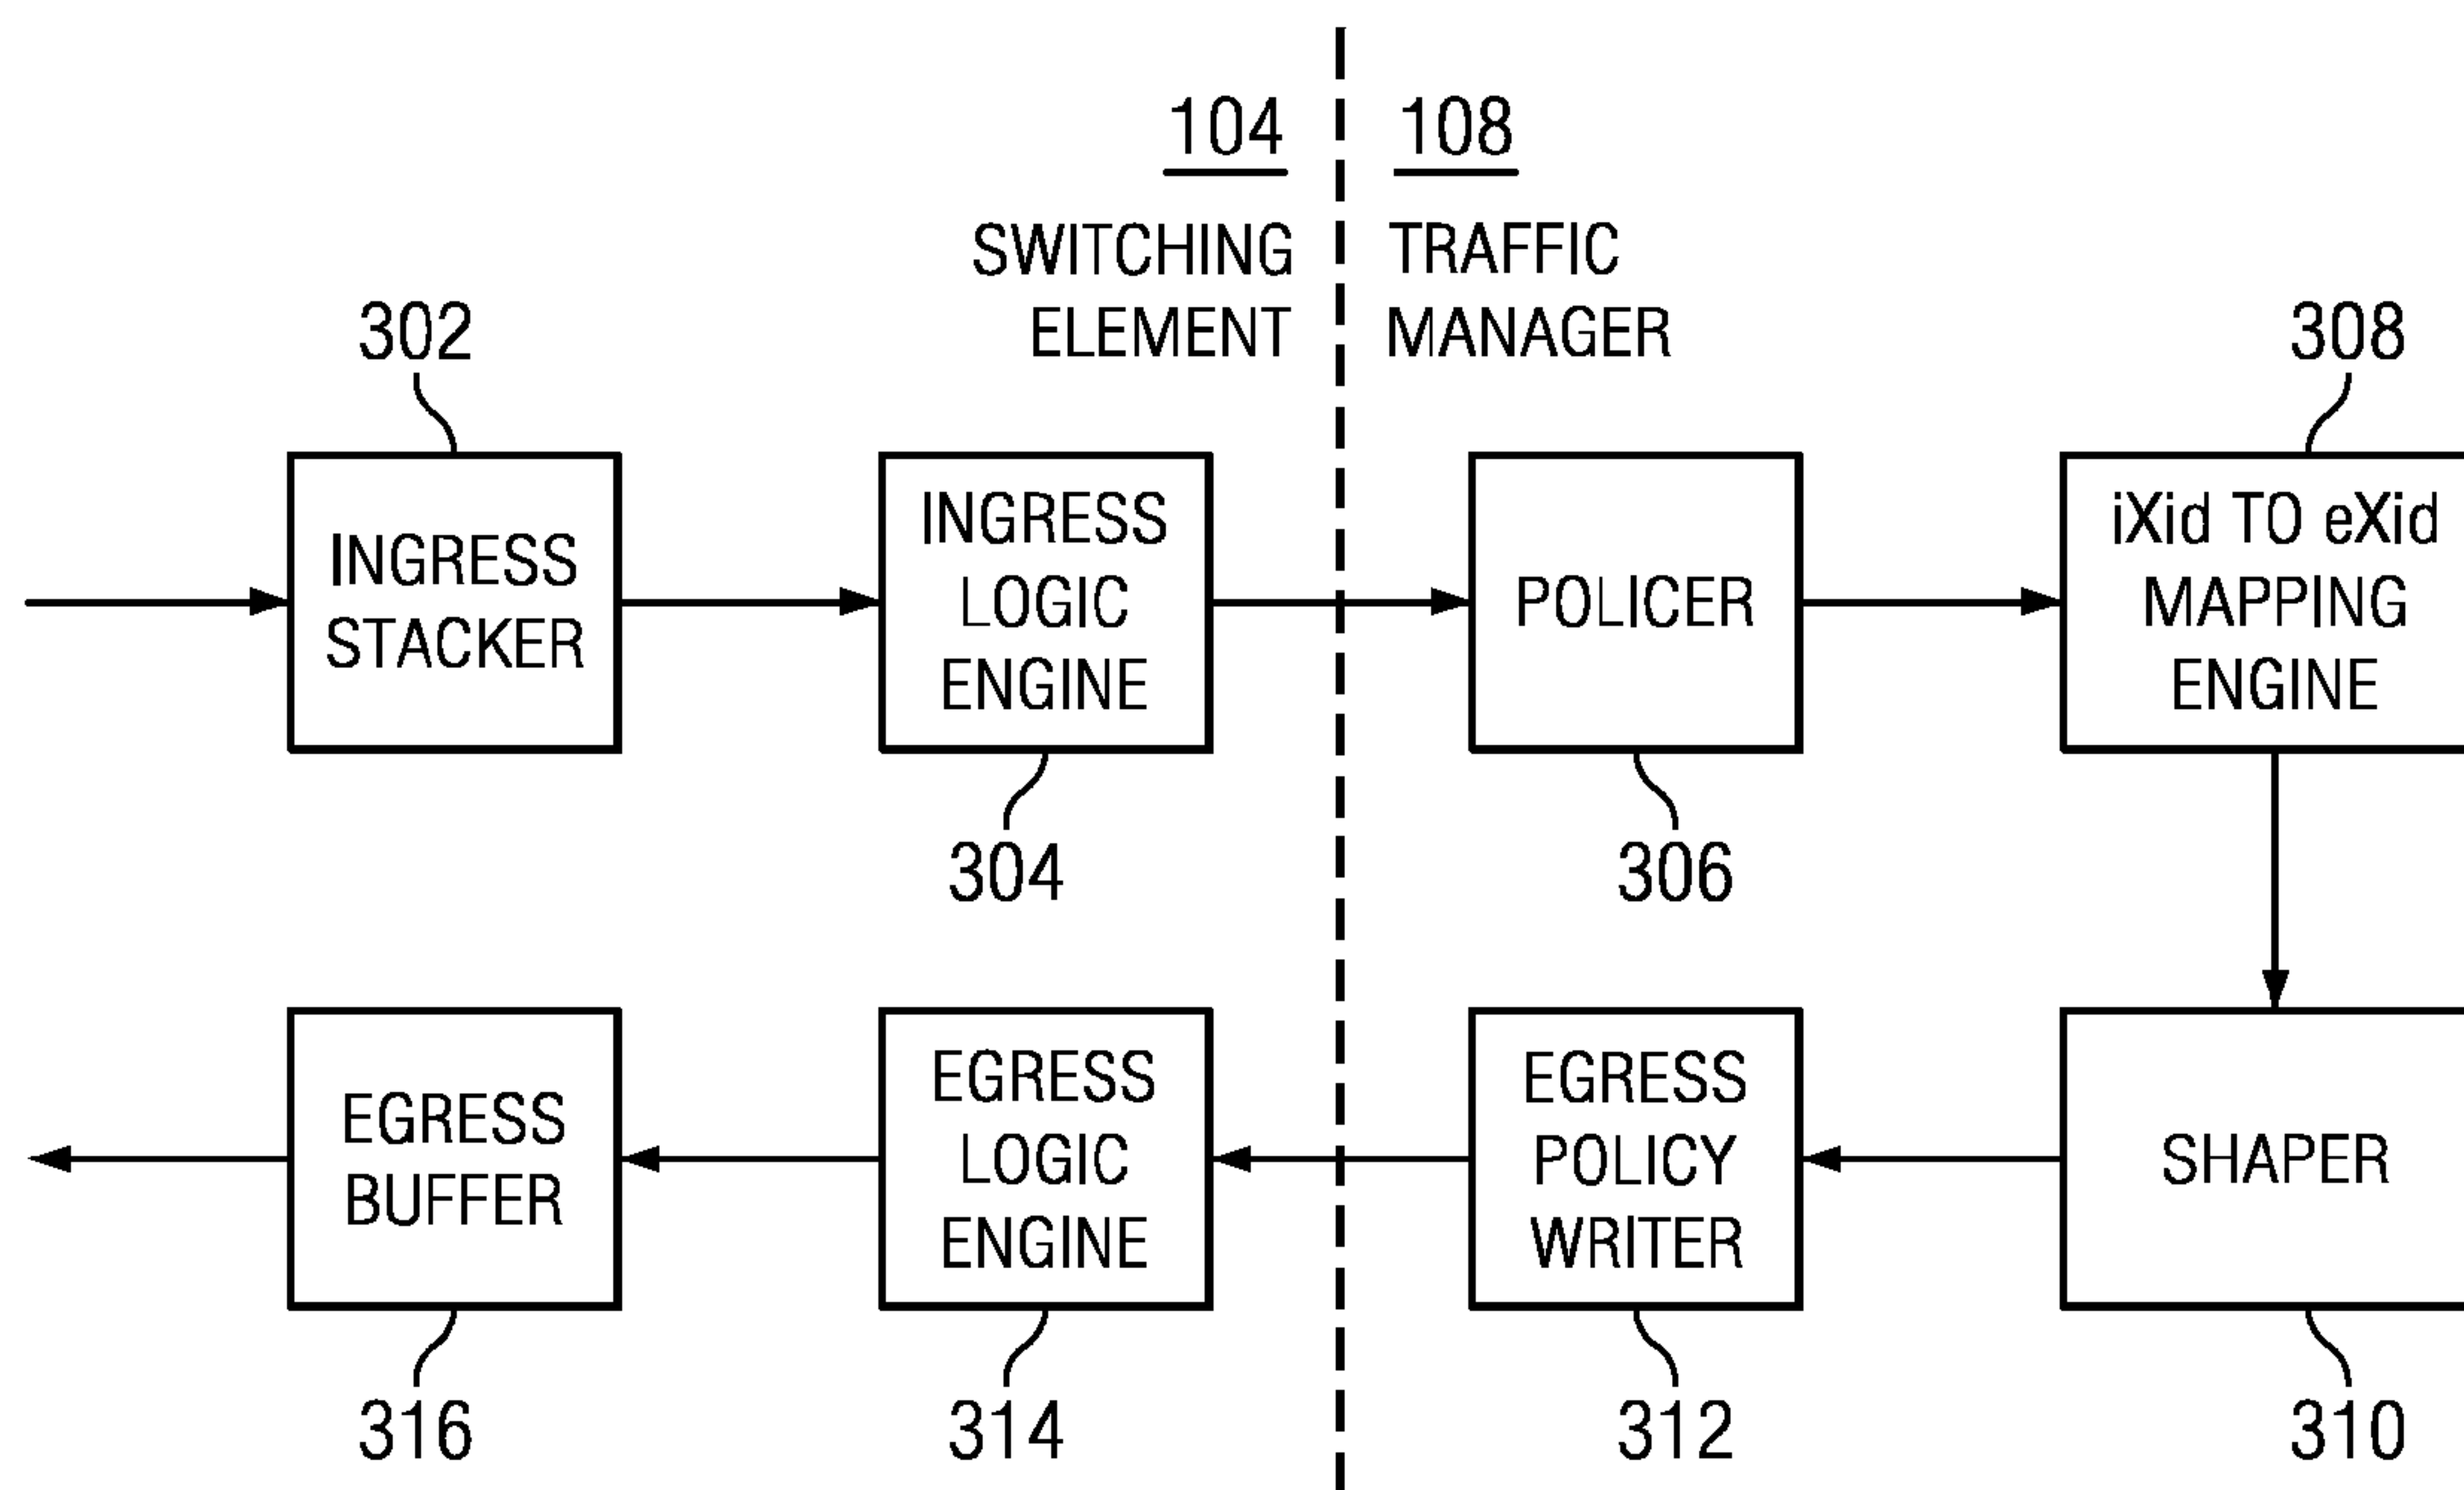 104
108
SWITCHING
ELEMENT
TRAFFIC
MANAGER
302
308
INGRESS
STACKER
INGRESS
LOGIC
ENGINE
POLICER
iXid TO eXid
MAPPING
ENGINE
304
306
EGRESS
BUFFER
EGRESS
LOGIC
ENGINE
EGRESS
POLICY
WRITER
SHAPER
316
314
312
310